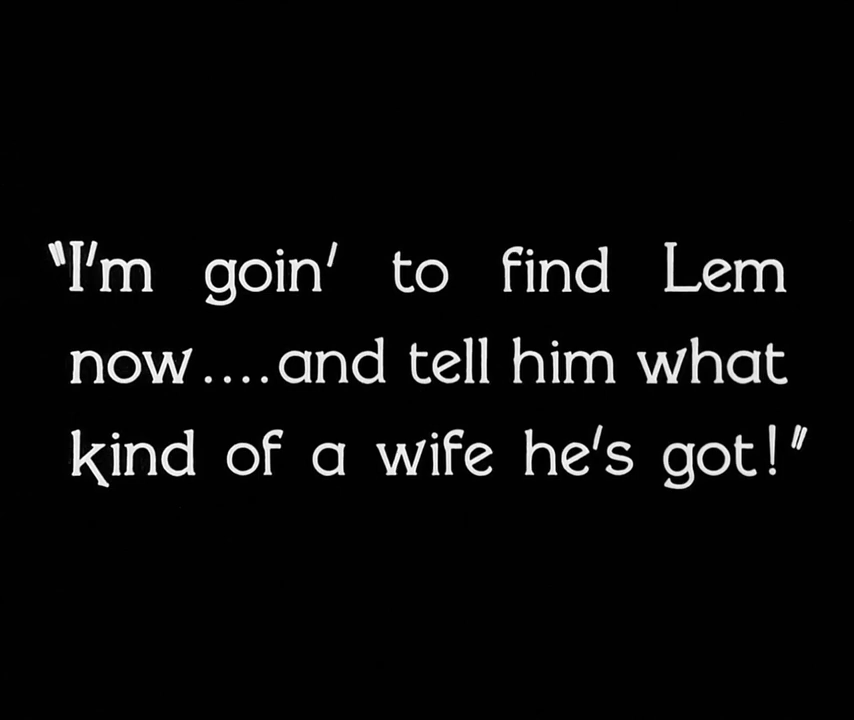 "I'm goin' to find Lem
now....and tell him what
kind of a wife he's got!"